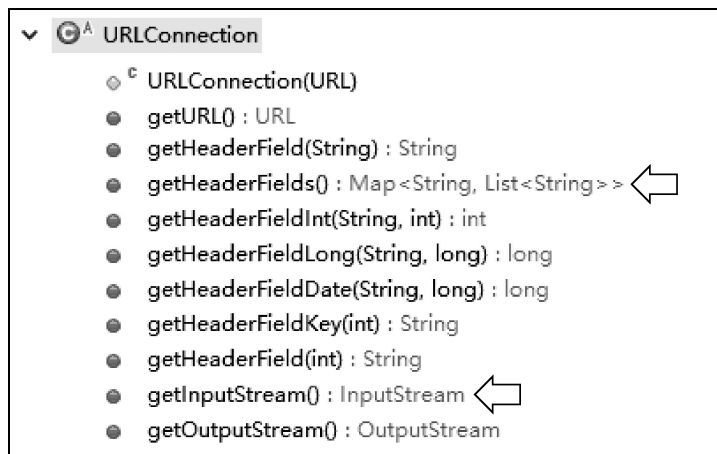 A URLConnection
C URLConnection(URL)
getURL() : URL
getHeaderField(String) : String
getHeaderFields() : Map<String, List<String>>
getHeaderFieldInt(String, int) : int
getHeaderFieldLong(String, long) : long
getHeaderFieldDate(String, long) : long
getHeaderFieldKey(int) : String
getHeaderField(int) : String
getInputStream() : InputStream
getOutputStream() : OutputStream